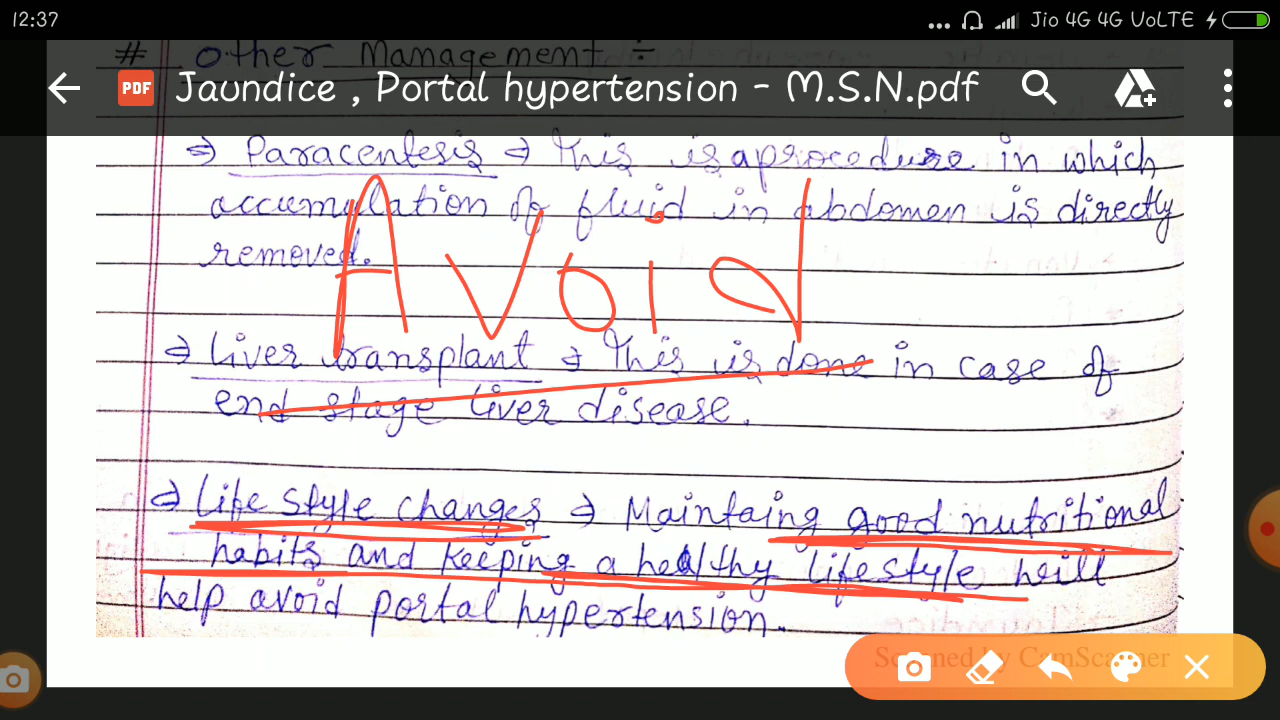 12:37 ... Jio 4G 4G VoLTE
# Other Management ÷
PDF Jaundice , Portal hypertension - M.S.N.pdf
⇒ Paracentesis → This is a procedure in which
accumulation of fluid in abdomen is directly
removed.
AVOID
⇒ Liver transplant → This is done in case of
end stage liver disease.
⇒ Life style changes → Maintaing good nutritional
habits and keeping a healthy lifestyle will
help avoid portal hypertension.
Scanned by CamScanner